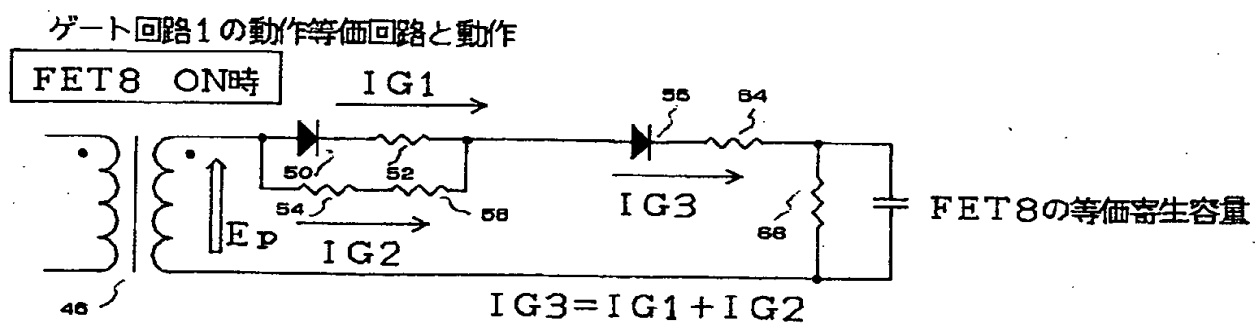 ゲート回路1の動作等価回路と動作
FET8 ON時
IG1
56
64
50
52
54
58
IG3
66
FET8の等価寄生容量
Ep
IG2
46
IG3=IG1+IG2